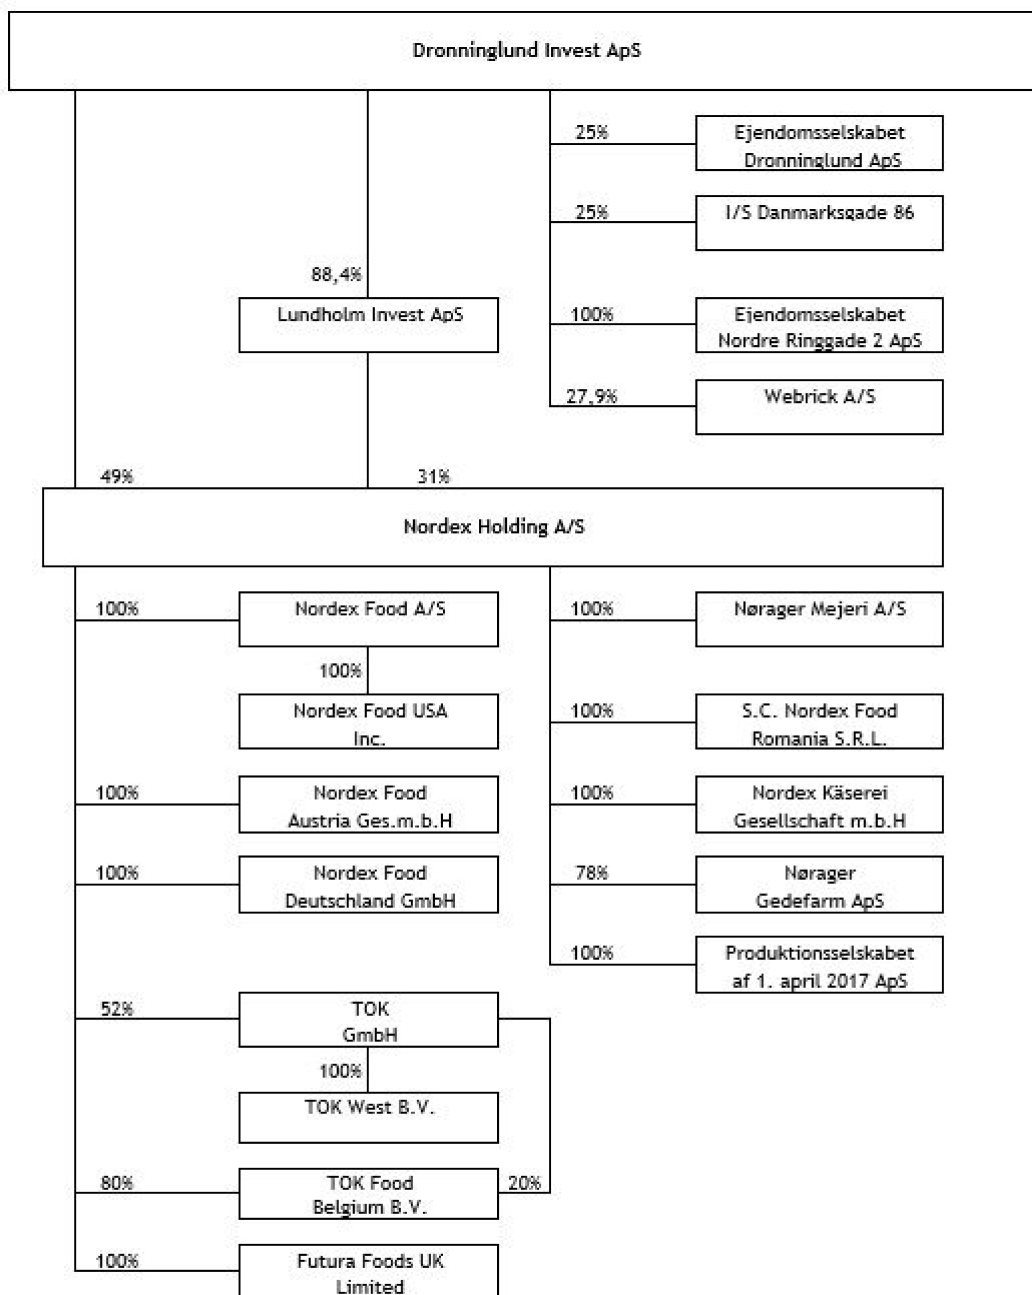 Dronninglund Invest ApS
25%
Ejendomsselskabet
Dronninglund ApS
25%
I/S Danmarksgade 86
88,4%
Lundholm Invest ApS
100%
Ejendomsselskabet
Nordre Ringgade 2 ApS
27,9%
Webrick A/S
49%
31%
Nordex Holding A/S
100%
Nordex Food A/S
100%
Nørager Mejeri A/S
100%
Nordex Food USA
Inc.
100%
S.C. Nordex Food
Romania S.R.L.
100%
Nordex Food
Austria Ges.m.b.H
100%
Nordex Käserei
Gesellschaft m.b.H
100%
Nordex Food
Deutschland GmbH
78%
Nørager
Gedefarm ApS
100%
Produktionsselskabet
af 1. april 2017 ApS
52%
TOK
GmbH
100%
TOK West B.V.
80%
TOK Food
Belgium B.V.
20%
100%
Futura Foods UK
Limited